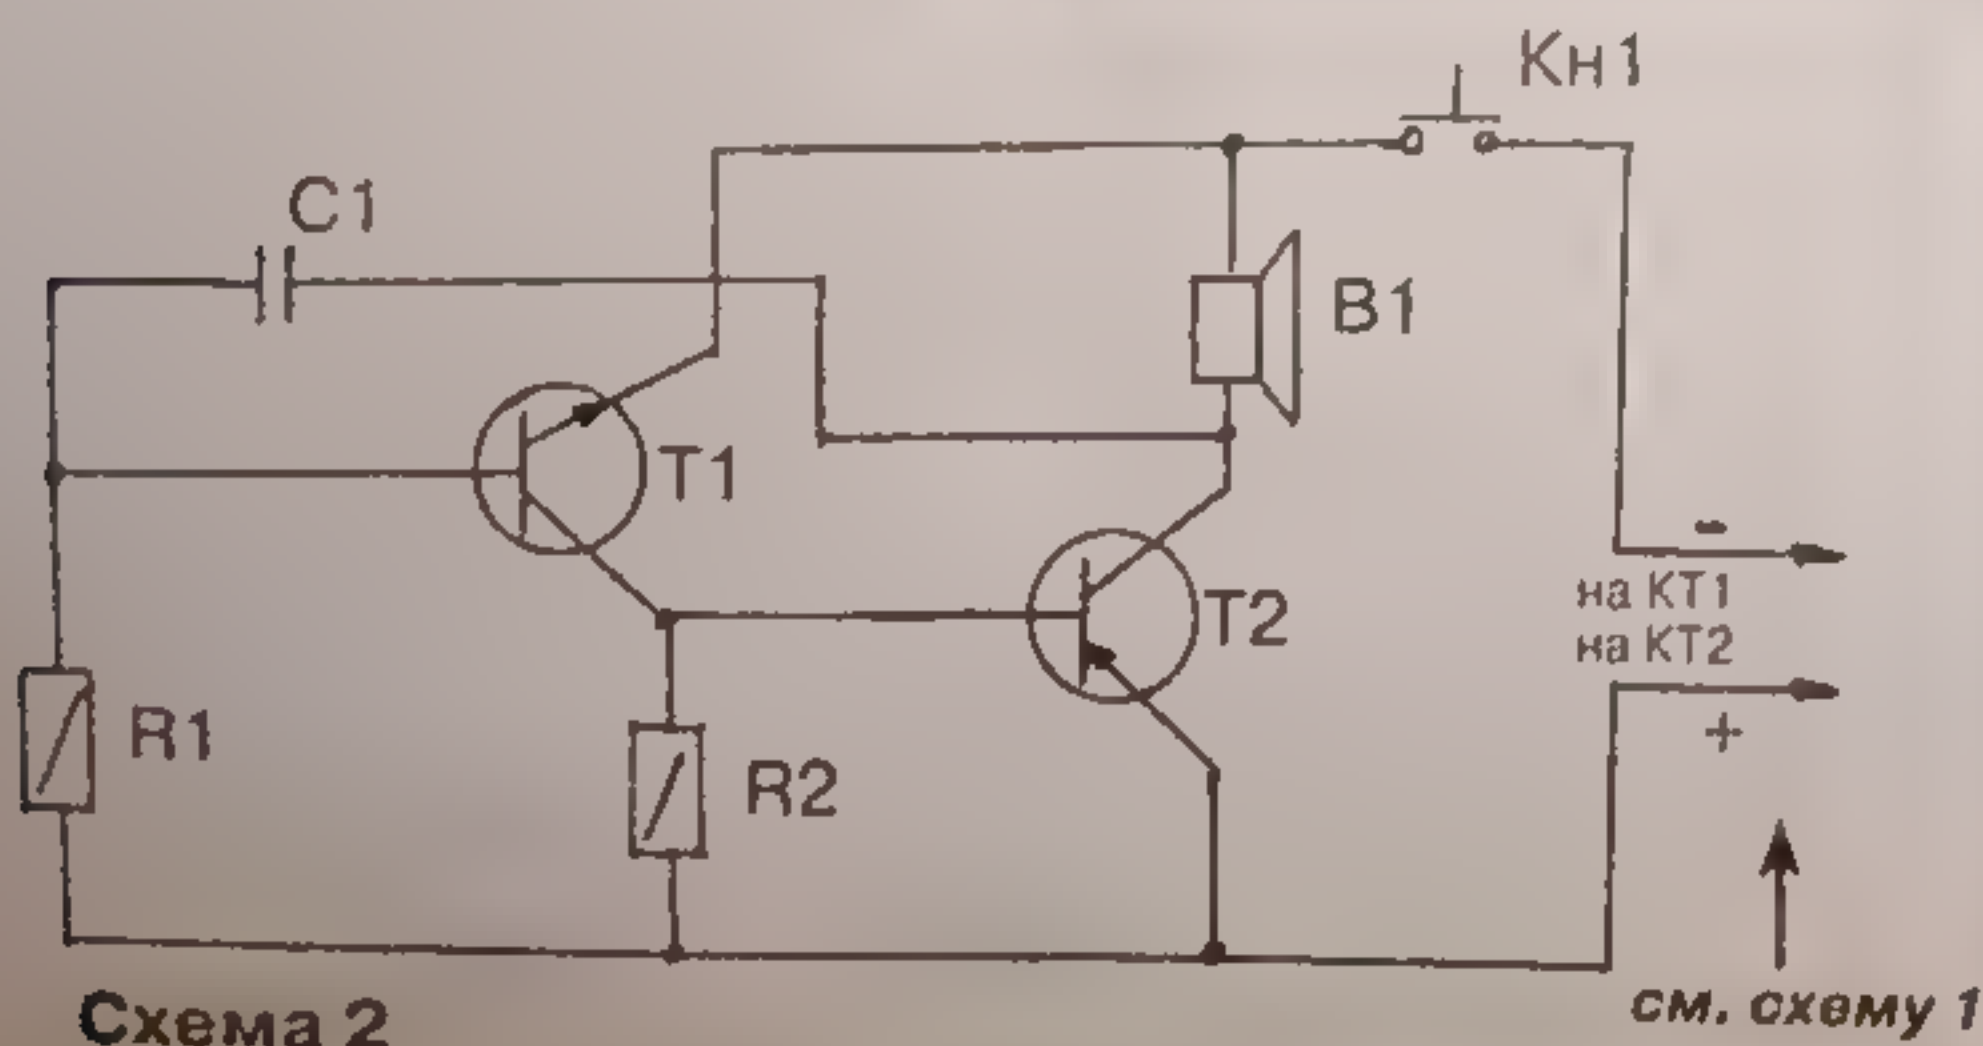 Кн1
C1
B1
T1
-
на КТ1
T2
на КТ2
R1
+
R2
см. схему 1
Схема 2